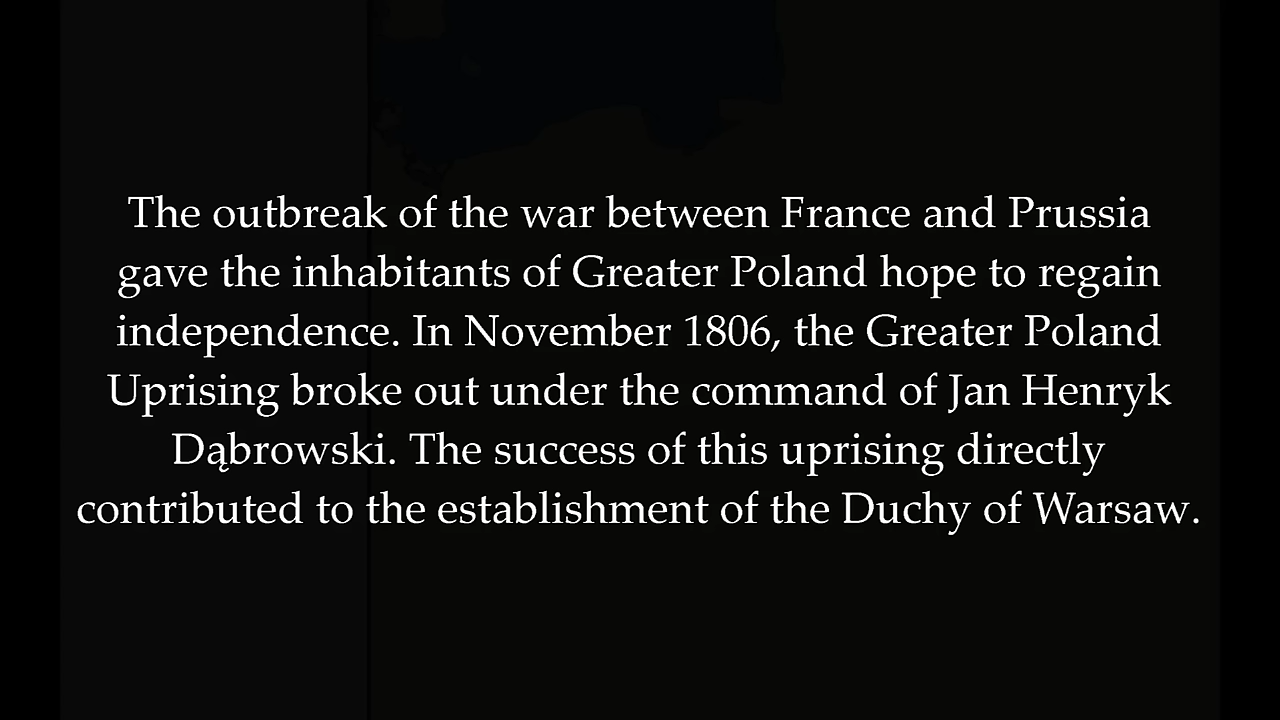 The outbreak of the war between France and Prussia
gave the inhabitants of Greater Poland hope to regain
independence. In November 1806, the Greater Poland
Uprising broke out under the command of Jan Henryk
Dąbrowski. The success of this uprising directly
contributed to the establishment of the Duchy of Warsaw.